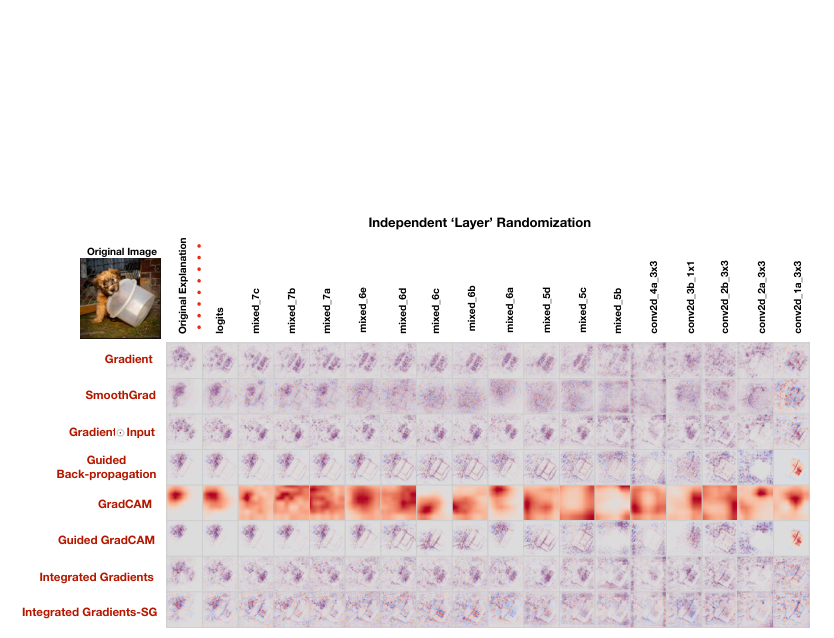 Independent ‘Layer’ Randomization
Original Image
Original Explanation
logits
mixed_7c
mixed_7b
mixed_7a
mixed_6e
mixed_6d
mixed_6c
mixed_6b
mixed_6a
mixed_5d
mixed_5c
mixed_5b
conv2d_4a_3x3
conv2d_3b_1x1
conv2d_2b_3x3
conv2d_2a_3x3
conv2d_1a_3x3
Gradient
SmoothGrad
Gradient ⊙ Input
Guided
Back-propagation
GradCAM
Guided GradCAM
Integrated Gradients
Integrated Gradients-SG